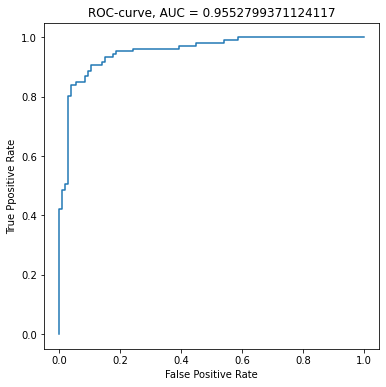 ROC-curve, AUC = 0.9552799371124117
1.0
0.8
0.6
0.4
0.2
0.0
True Ppositive Rate
0.0 0.2 0.4 0.6 0.8 1.0
False Positive Rate